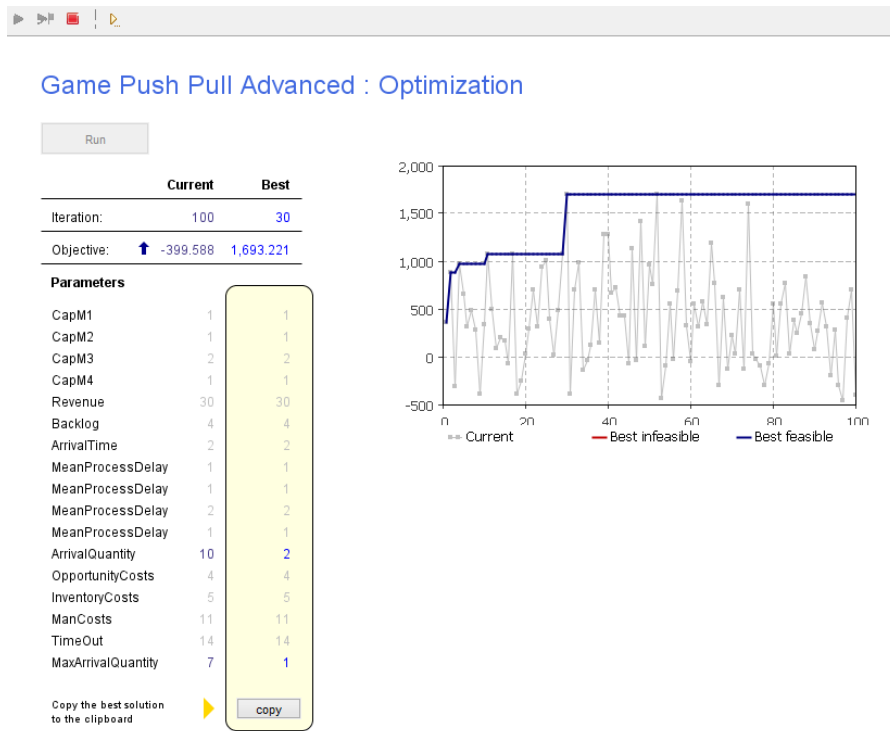 Game Push Pull Advanced : Optimization
Run
Current Best
Iteration: 100 30
Objective: -399.588 1,693.221
Parameters
CapM1 1 1
CapM2 1 1
CapM3 2 2
CapM4 1 1
Revenue 30 30
Backlog 4 4
ArrivalTime 2 2
MeanProcessDelay 1 1
MeanProcessDelay 1 1
MeanProcessDelay 2 2
MeanProcessDelay 1 1
ArrivalQuantity 10 2
OpportunityCosts 4 4
InventoryCosts 5 5
ManCosts 11 11
TimeOut 14 14
MaxArrivalQuantity 7 1
Copy the best solution
to the clipboard
copy
2,000
1,500
1,000
500
0
-500
0 20 40 60 80 100
Current Best infeasible Best feasible